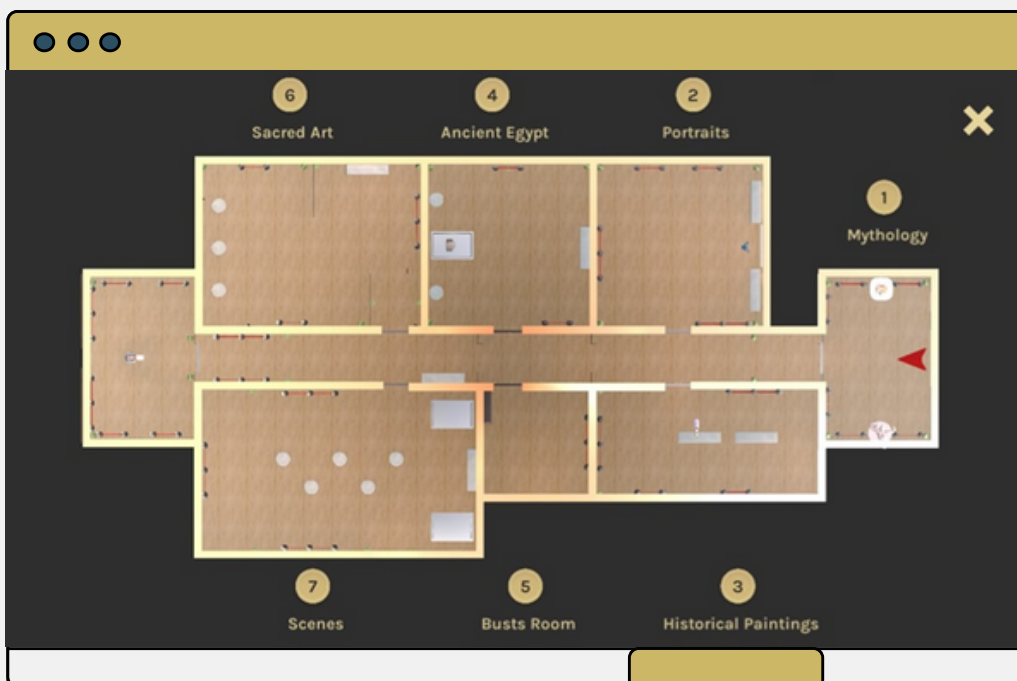 6
Sacred Art
4
Ancient Egypt
2
Portraits
1
Mythology
7
Scenes
5
Busts Room
3
Historical Paintings